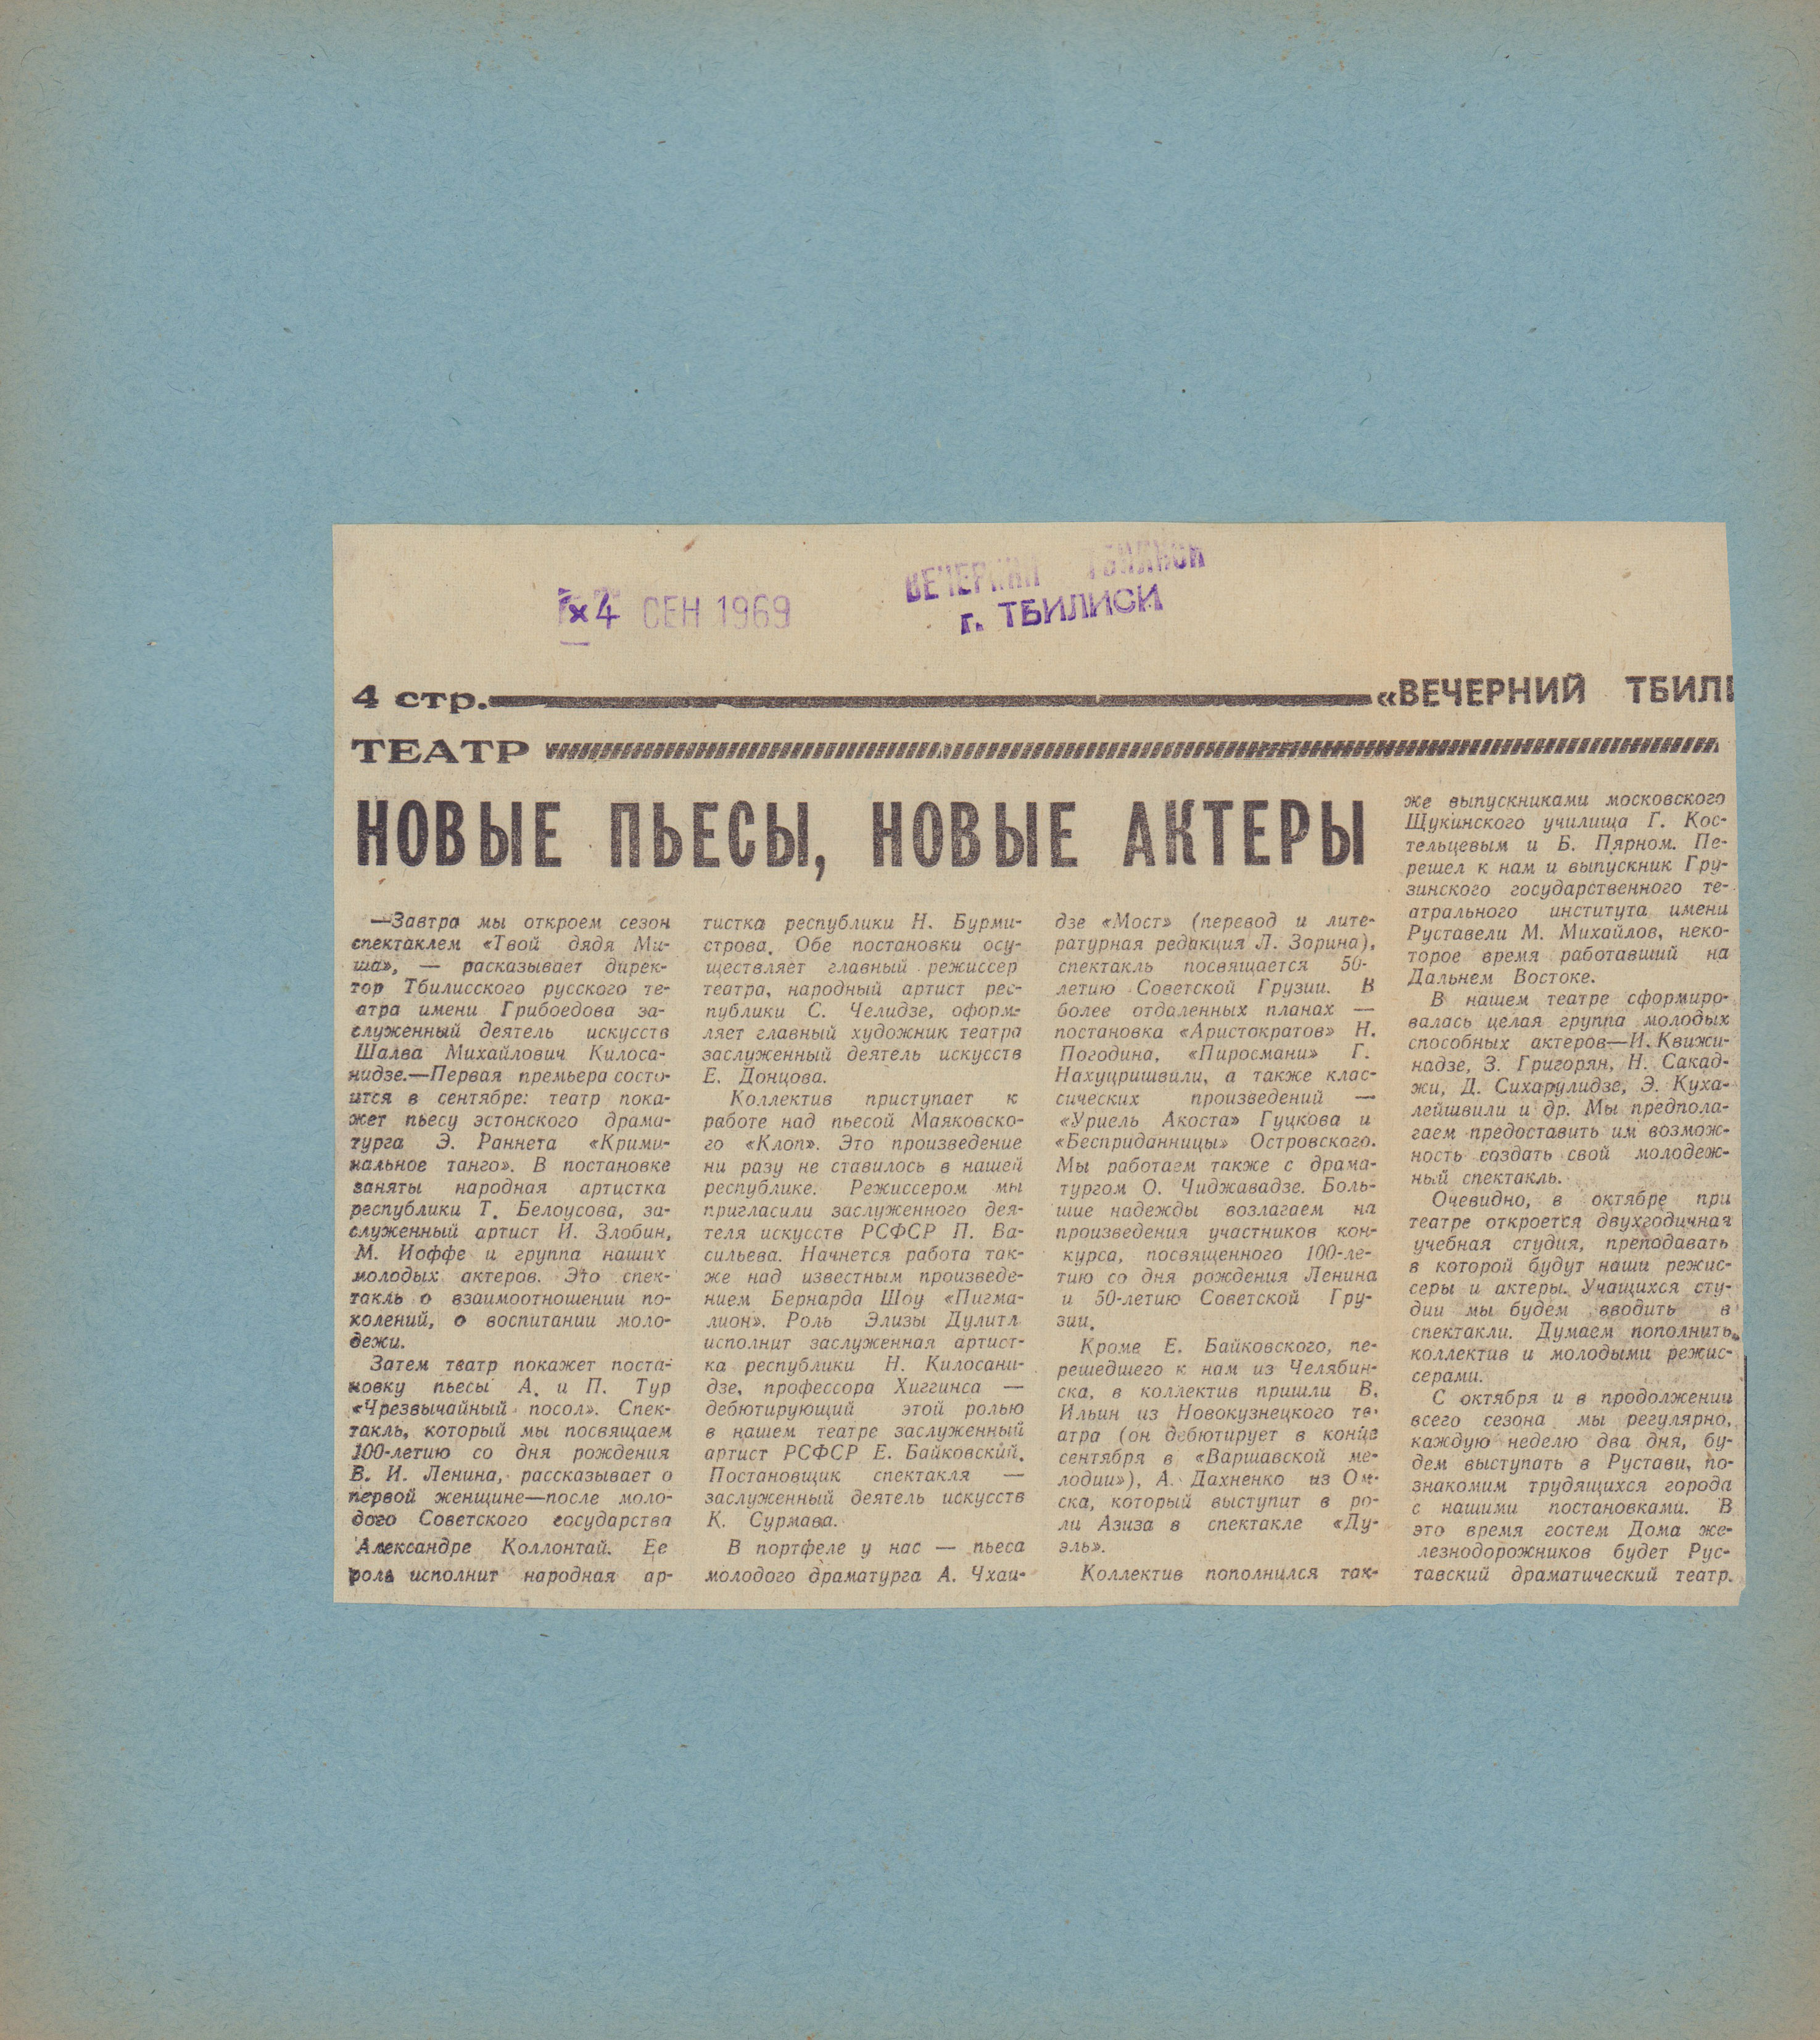 4 СЕН 1969
ВЕЧЕРНИЙ ТБИЛИСИ
г. ТБИЛИСИ
4 стр. «ВЕЧЕРНИЙ ТБИЛИ
ТЕАТР
НОВЫЕ ПЬЕСЫ, НОВЫЕ АКТЕРЫ
—Завтра мы откроем сезон
спектаклем «Твой дядя Ми-
ша», — расказывает дирек-
тор Тбилисского русского те-
атра имени Грибоедова за-
служенный деятель искусств
Шалва Михайлович Килоса-
нидзе.—Первая премьера состо-
ится в сентябре: театр пока-
жет пьесу эстонского драма-
турга Э. Раннета «Крими-
нальное танго». В постановке
заняты народная артистка
республики Т. Белоусова, за-
служенный артист И. Злобин,
М. Иоффе и группа наших
молодых актеров. Это спек-
такль о взаимоотношении по-
колений, о воспитании моло-
дежи.
Затем театр покажет поста-
новку пьесы А. и П. Тур
«Чрезвычайный посол». Спек-
такль, который мы посвящаем
100-летию со дня рождения
В. И. Ленина, рассказывает о
первой женщине—после моло-
дого Советского государства
Александре Коллонтай. Ее
роль исполнит народная ар-
тистка республики Н. Бурми-
строва. Обе постановки осу-
ществляет главный режиссер
театра, народный артист рес-
публики С. Челидзе, оформ-
ляет главный художник театра
заслуженный деятель искусств
Е. Донцова.
Коллектив приступает к
работе над пьесой Маяковско-
го «Клоп». Это произведение
ни разу не ставилось в нашей
республике. Режиссером мы
пригласили заслуженного дея-
теля искусств РСФСР П. Ва-
сильева. Начнется работа так-
же над известным произведе-
нием Бернарда Шоу «Пигма-
лион». Роль Элизы Дулитл
исполнит заслуженная артист-
ка республики Н. Килосани-
дзе, профессора Хиггинса —
дебютирующий этой ролью
в нашем театре заслуженный
артист РСФСР Е. Байковский.
Постановщик спектакля —
заслуженный деятель искусств
К. Сурмава.
В портфеле у нас — пьеса
молодого драматурга А. Чхаи-
дзе «Мост» (перевод и лите-
ратурная редакция Л. Зорина),
спектакль посвящается 50-
летию Советской Грузии. В
более отдаленных планах —
постановка «Аристократов» Н.
Погодина, «Пиросмани» Г.
Нахуцришвили, а также клас-
сических произведений —
«Уриель Акоста» Гуцкова и
«Бесприданницы» Островского.
Мы работаем также с драма-
тургом О. Чиджавадзе. Боль-
шие надежды возлагаем на
произведения участников кон-
курса, посвященного 100-ле-
тию со дня рождения Ленина
и 50-летию Советской Гру-
зии.
Кроме Е. Байковского, пе-
решедшего к нам из Челябин-
ска, в коллектив пришли В.
Ильин из Новокузнецкого те-
атра (он дебютирует в конце
сентября в «Варшавской ме-
лодии»), А. Дахненко из Ом-
ска, который выступит в ро-
ли Азиза в спектакле «Ду-
эль».
Коллектив пополнился так-
же выпускниками московского
Щукинского училища Г. Кос-
тельцевым и Б. Пярном. Пе-
решел к нам и выпускник Гру-
зинского государственного те-
атрального института имени
Руставели М. Михайлов, неко-
торое время работавший на
Дальнем Востоке.
В нашем театре сформиро-
валась целая группа молодых
способных актеров—И. Квижи-
надзе, З. Григорян, Н. Сакад-
жи, Д. Сихарулидзе, Э. Куха-
лейшвили и др. Мы предпола-
гаем предоставить им возмож-
ность создать свой молодеж-
ный спектакль.
Очевидно, в октябре при
театре откроется двухгодичная
учебная студия, преподавать
в которой будут наши режис-
серы и актеры. Учащихся сту-
дии мы будем вводить в
спектакли. Думаем пополнить
коллектив и молодыми режис-
серами.
С октября и в продолжении
всего сезона мы регулярно,
каждую неделю два дня, бу-
дем выступать в Рустави, по-
знакомим трудящихся города
с нашими постановками. В
это время гостем Дома же-
лезнодорожников будет Рус-
тавский драматический театр.